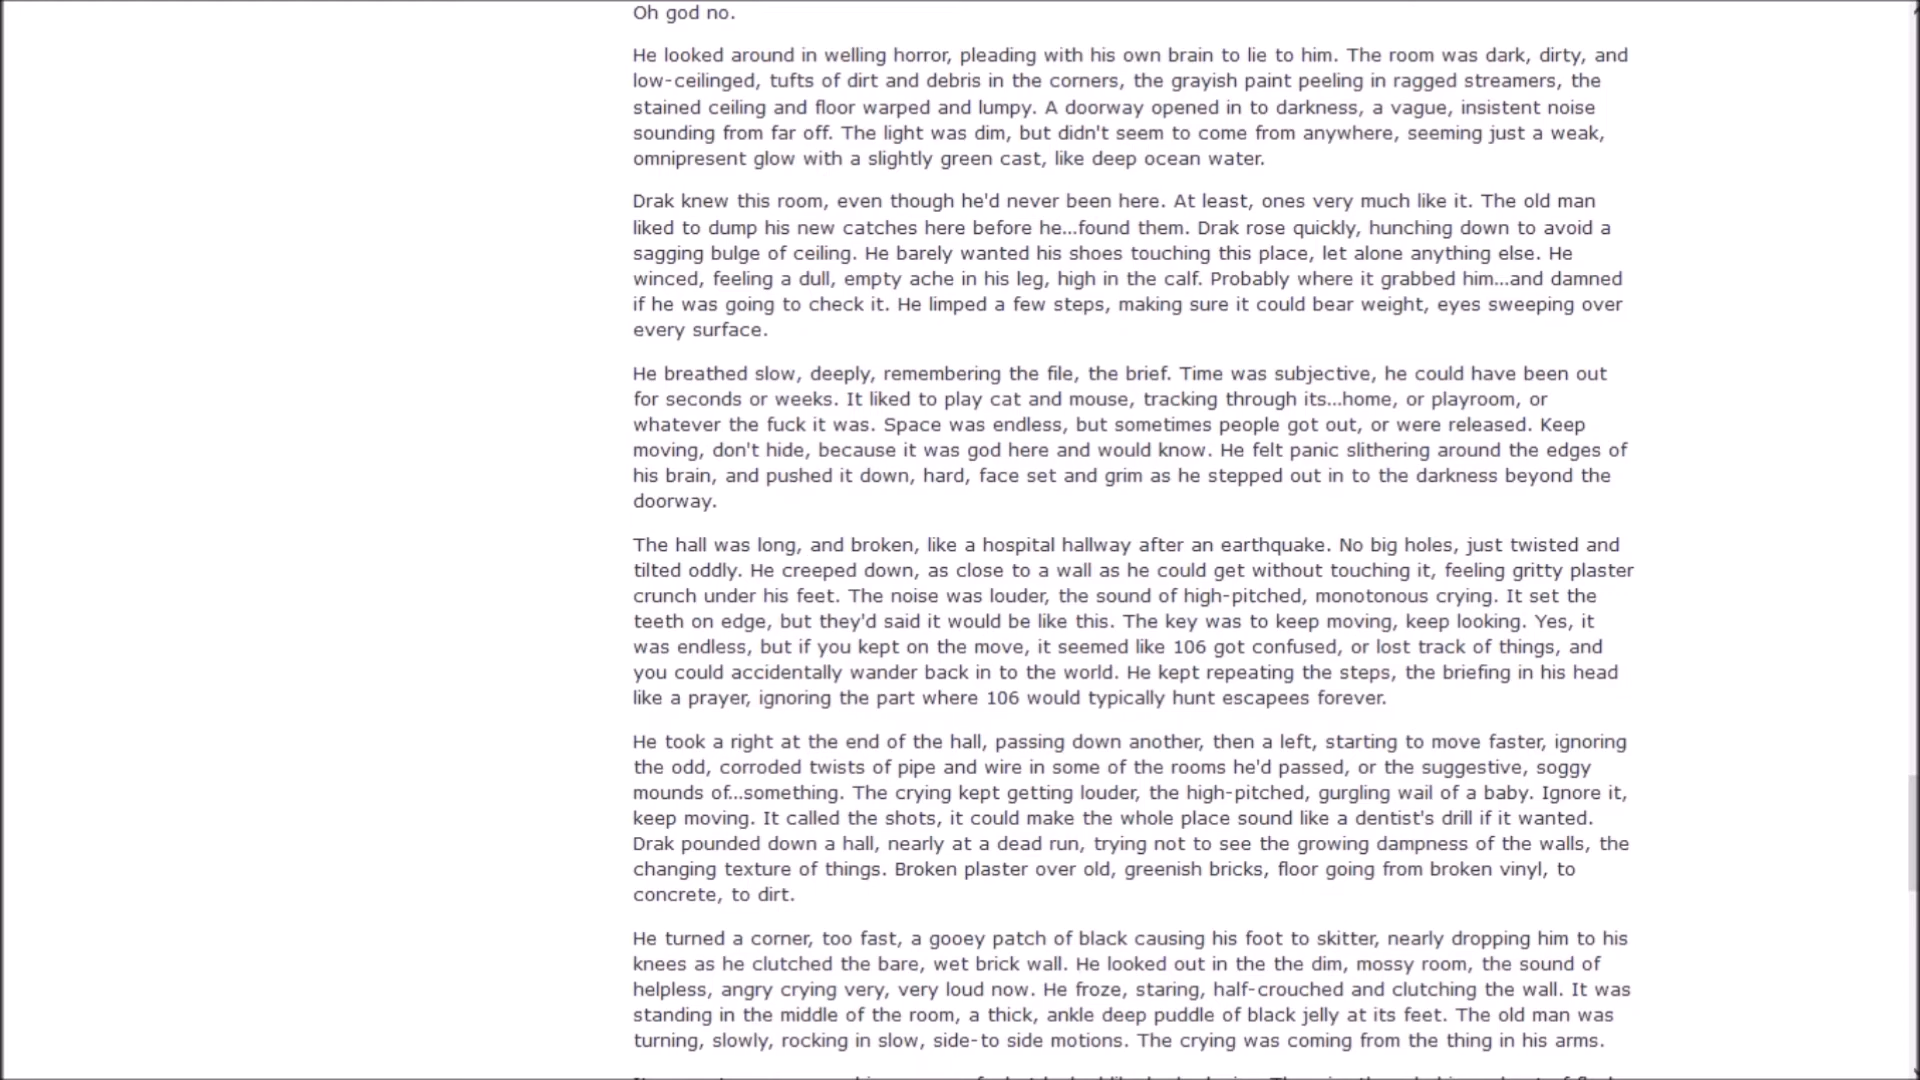 Oh god no.
He looked around in welling horror, pleading with his own brain to lie to him. The room was dark, dirty, and
low-ceilinged, tufts of dirt and debris in the corners, the grayish paint peeling in ragged streamers, the
stained ceiling and floor warped and lumpy. A doorway opened in to darkness, a vague, insistent noise
sounding from far off. The light was dim, but didn't seem to come from anywhere, seeming just a weak,
omnipresent glow with a slightly green cast, like deep ocean water.
Drak knew this room, even though he'd never been here. At least, ones very much like it. The old man
liked to dump his new catches here before he...found them. Drak rose quickly, hunching down to avoid a
sagging bulge of ceiling. He barely wanted his shoes touching this place, let alone anything else. He
winced, feeling a dull, empty ache in his leg, high in the calf. Probably where it grabbed him...and damned
if he was going to check it. He limped a few steps, making sure it could bear weight, eyes sweeping over
every surface.
He breathed slow, deeply, remembering the file, the brief. Time was subjective, he could have been out
for seconds or weeks. It liked to play cat and mouse, tracking through its...home, or playroom, or
whatever the fuck it was. Space was endless, but sometimes people got out, or were released. Keep
moving, don't hide, because it was god here and would know. He felt panic slithering around the edges of
his brain, and pushed it down, hard, face set and grim as he stepped out in to the darkness beyond the
doorway.
The hall was long, and broken, like a hospital hallway after an earthquake. No big holes, just twisted and
tilted oddly. He creeped down, as close to a wall as he could get without touching it, feeling gritty plaster
crunch under his feet. The noise was louder, the sound of high-pitched, monotonous crying. It set the
teeth on edge, but they'd said it would be like this. The key was to keep moving, keep looking. Yes, it
was endless, but if you kept on the move, it seemed like 106 got confused, or lost track of things, and
you could accidentally wander back in to the world. He kept repeating the steps, the briefing in his head
like a prayer, ignoring the part where 106 would typically hunt escapees forever.
He took a right at the end of the hall, passing down another, then a left, starting to move faster, ignoring
the odd, corroded twists of pipe and wire in some of the rooms he'd passed, or the suggestive, soggy
mounds of...something. The crying kept getting louder, the high-pitched, gurgling wail of a baby. Ignore it,
keep moving. It called the shots, it could make the whole place sound like a dentist's drill if it wanted.
Drak pounded down a hall, nearly at a dead run, trying not to see the growing dampness of the walls, the
changing texture of things. Broken plaster over old, greenish bricks, floor going from broken vinyl, to
concrete, to dirt.
He turned a corner, too fast, a gooey patch of black causing his foot to skitter, nearly dropping him to his
knees as he clutched the bare, wet brick wall. He looked out in the the dim, mossy room, the sound of
helpless, angry crying very, very loud now. He froze, staring, half-crouched and clutching the wall. It was
standing in the middle of the room, a thick, ankle deep puddle of black jelly at its feet. The old man was
turning, slowly, rocking in slow, side-to side motions. The crying was coming from the thing in his arms.